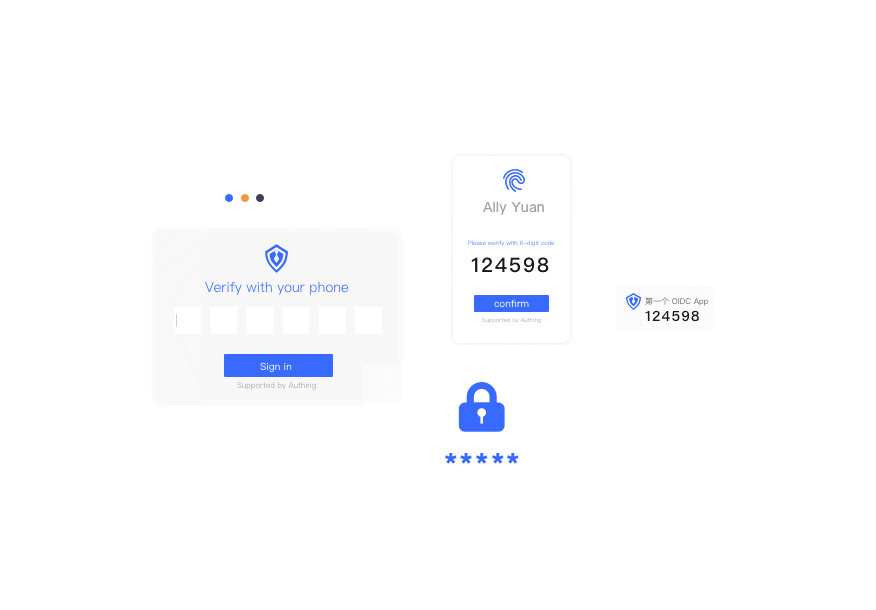 Verify with your phone
Sign in
Supported by Authing
Ally Yuan
Please werify with 6-digit code
124598
confirm
Supported by Authing
第一个 OIDC App
124598
*****